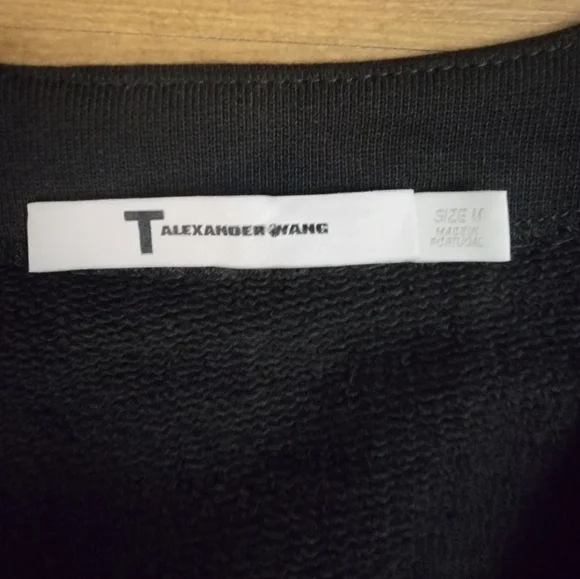 T ALEXANDER WANG
SIZE M
MADE IN
PORTUGAL